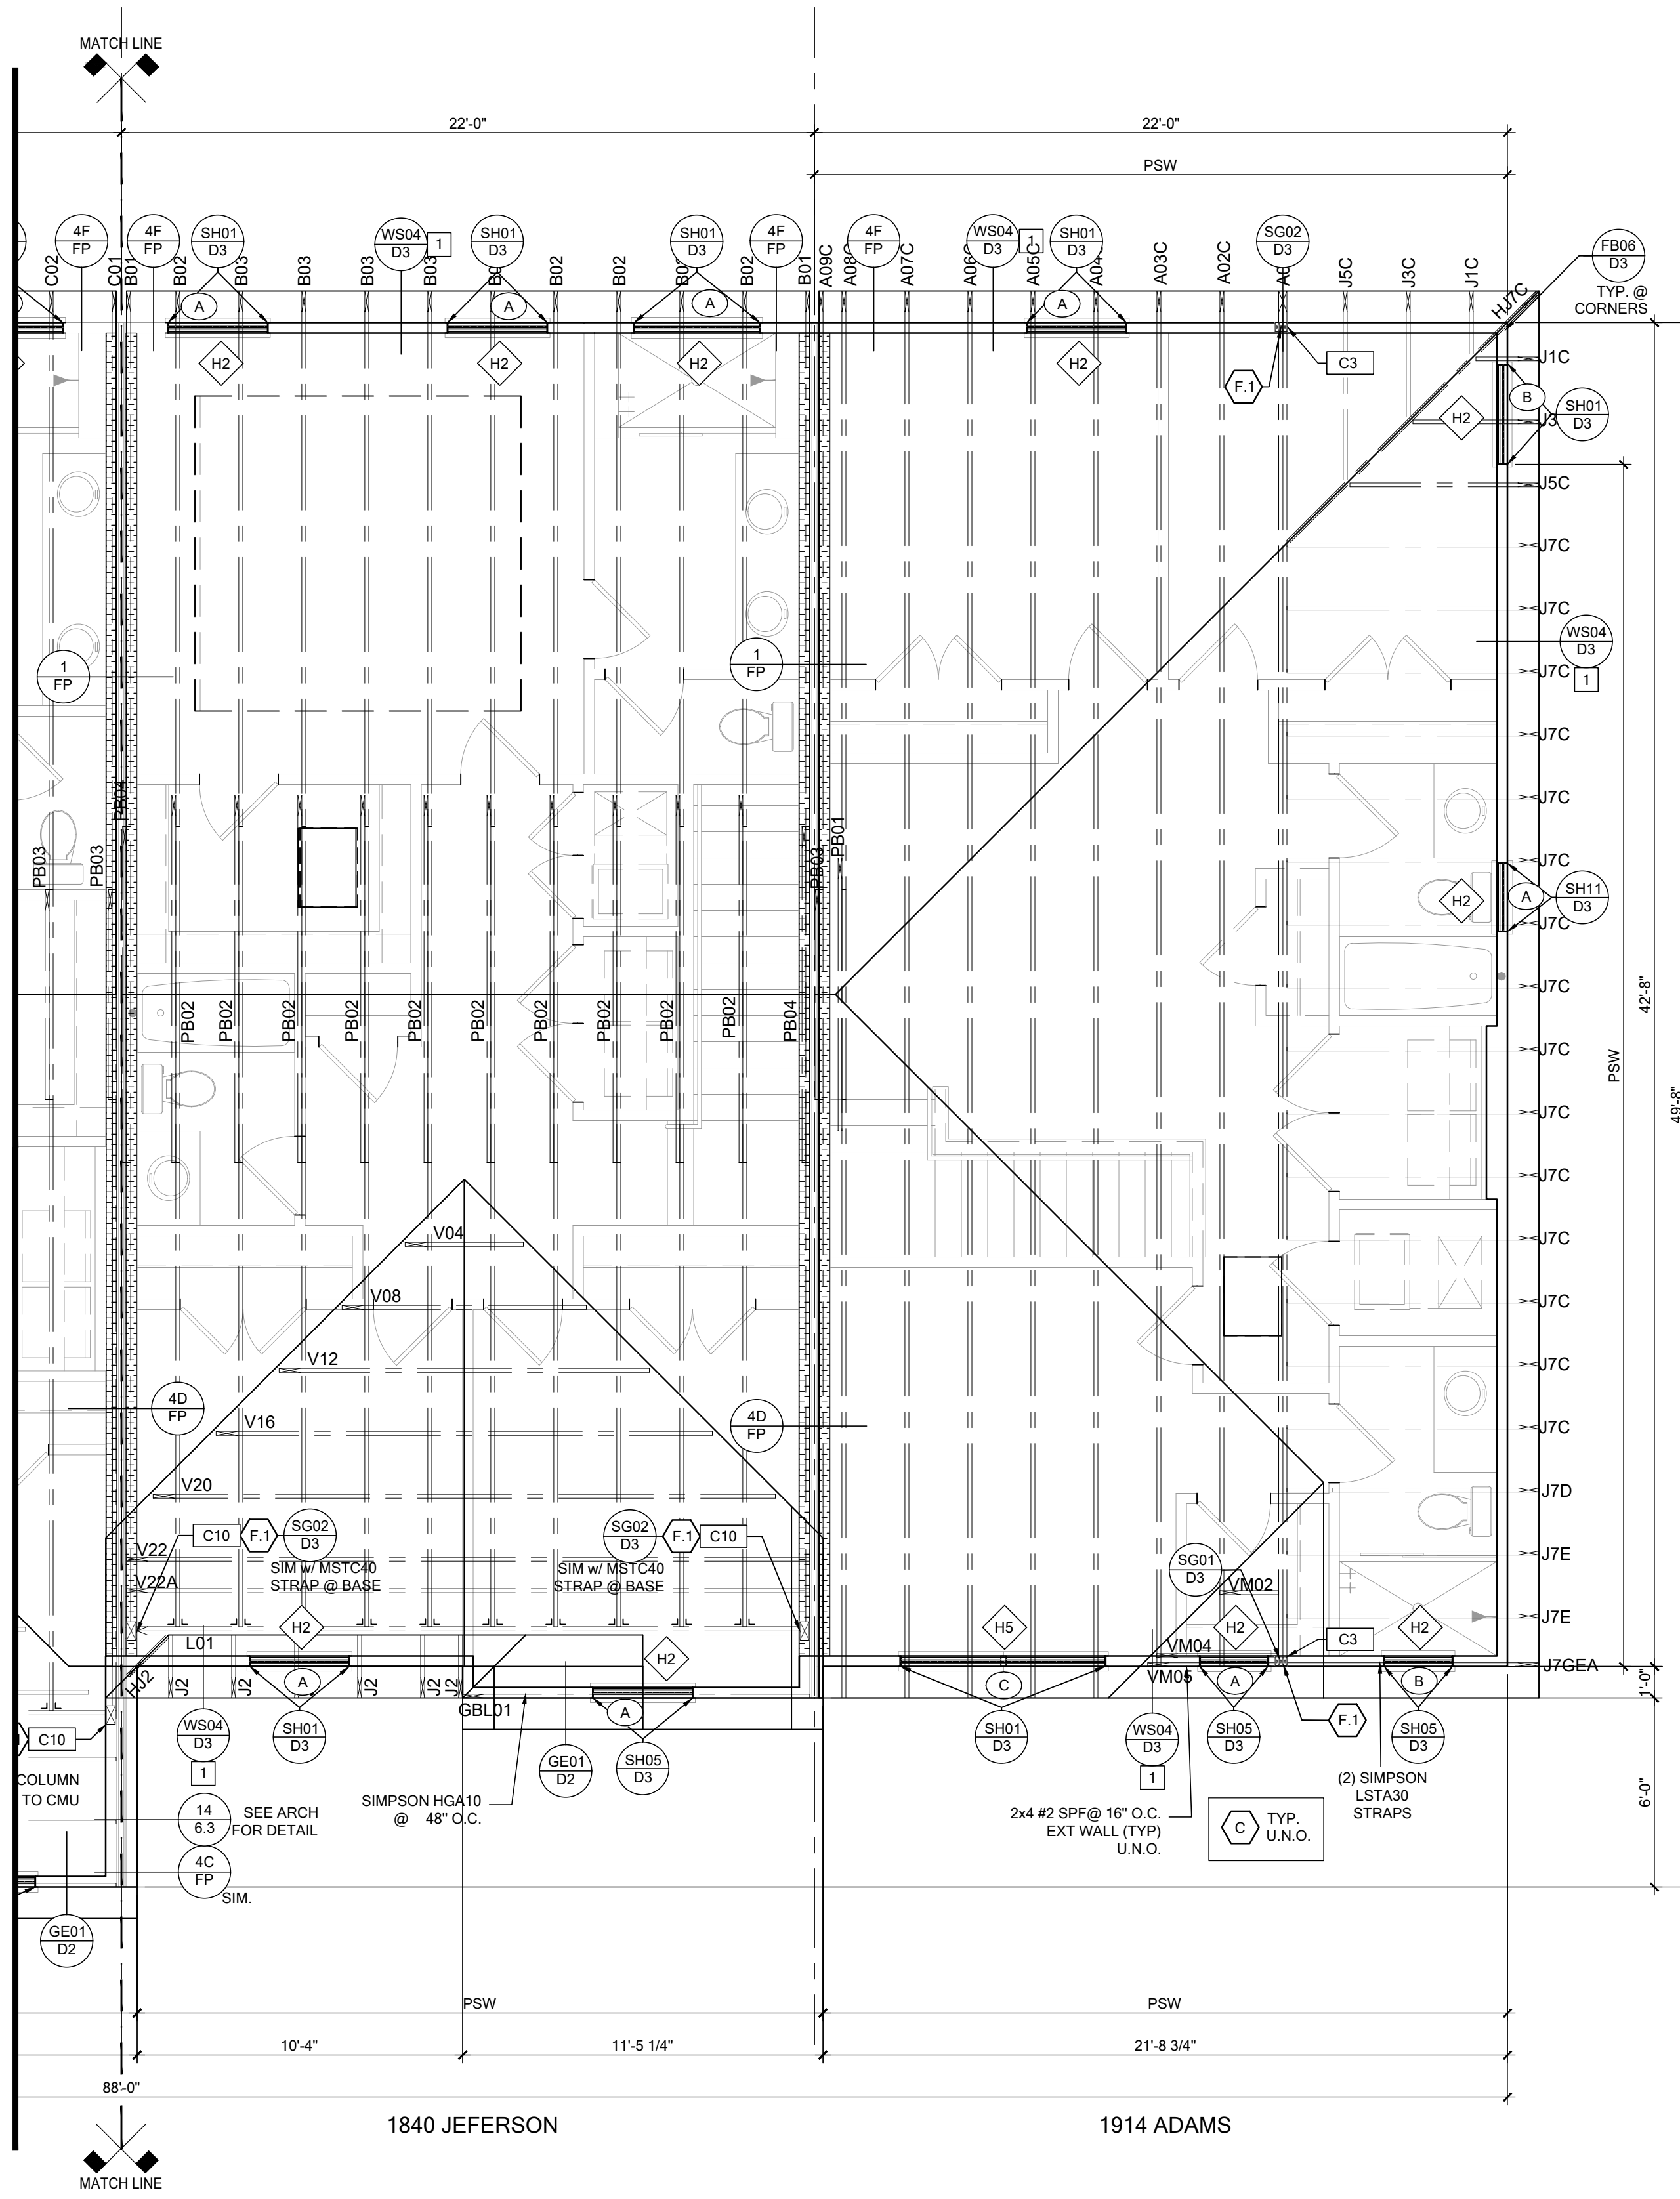 MATCH LINE
22'-0"
22'-0"
PSW
4F
FP
4F
FP
SH01
D3
WS04
D3
1
SH01
D3
SH01
D3
4F
FP
4F
FP
WS04
D3
1
SH01
D3
SG02
D3
FB06
D3
TYP. @
CORNERS
C02
C01
B01
B02
B03
B03
B03
B03
B02
B02
B02
B01
A09C
A07C
A05C
A03C
A02C
J5C
J3C
J1C
HJ7C
A
A
A
A
H2
H2
H2
H2
F.1
C3
J1C
B
SH01
D3
H2
J3
J5C
J7C
J7C
WS04
D3
1
J7C
1
FP
1
FP
J7C
J7C
J7C
H2
A
SH11
D3
J7C
PB04
PB03
PB03
PB03
PB01
J7C
42'-8"
PB02
PB02
PB02
PB02
PB02
PB02
PB02
PB02
PB02
PB02
PB04
J7C
PSW
49'-8"
J7C
J7C
J7C
V04
J7C
V08
J7C
V12
J7C
4D
FP
4D
FP
V16
J7C
V20
J7D
C10
F.1
SG02
D3
SIM w/ MSTC40
STRAP @ BASE
SG02
D3
F.1
C10
SIM w/ MSTC40
STRAP @ BASE
V22
V22A
J7E
SG01
D3
VM02
J7E
H2
L01
H2
H5
H2
C3
H2
VM04
VM05
J7GEA
HJ2
J2
J2
J2
J2
J2
A
GBL01
A
C
A
B
1'-0"
C10
WS04
D3
1
SH01
D3
GE01
D2
SH05
D3
SH01
D3
WS04
D3
1
SH05
D3
F.1
SH05
D3
COLUMN
TO CMU
14
6.3
SEE ARCH
FOR DETAIL
SIMPSON HGA10
@ 48" O.C.
2x4 #2 SPF@ 16" O.C.
EXT WALL (TYP)
U.N.O.
C
TYP.
U.N.O.
(2) SIMPSON
LSTA30
STRAPS
6'-0"
4C
FP
SIM.
GE01
D2
PSW
PSW
10'-4"
11'-5 1/4"
21'-8 3/4"
88'-0"
1840 JEFERSON
1914 ADAMS
MATCH LINE